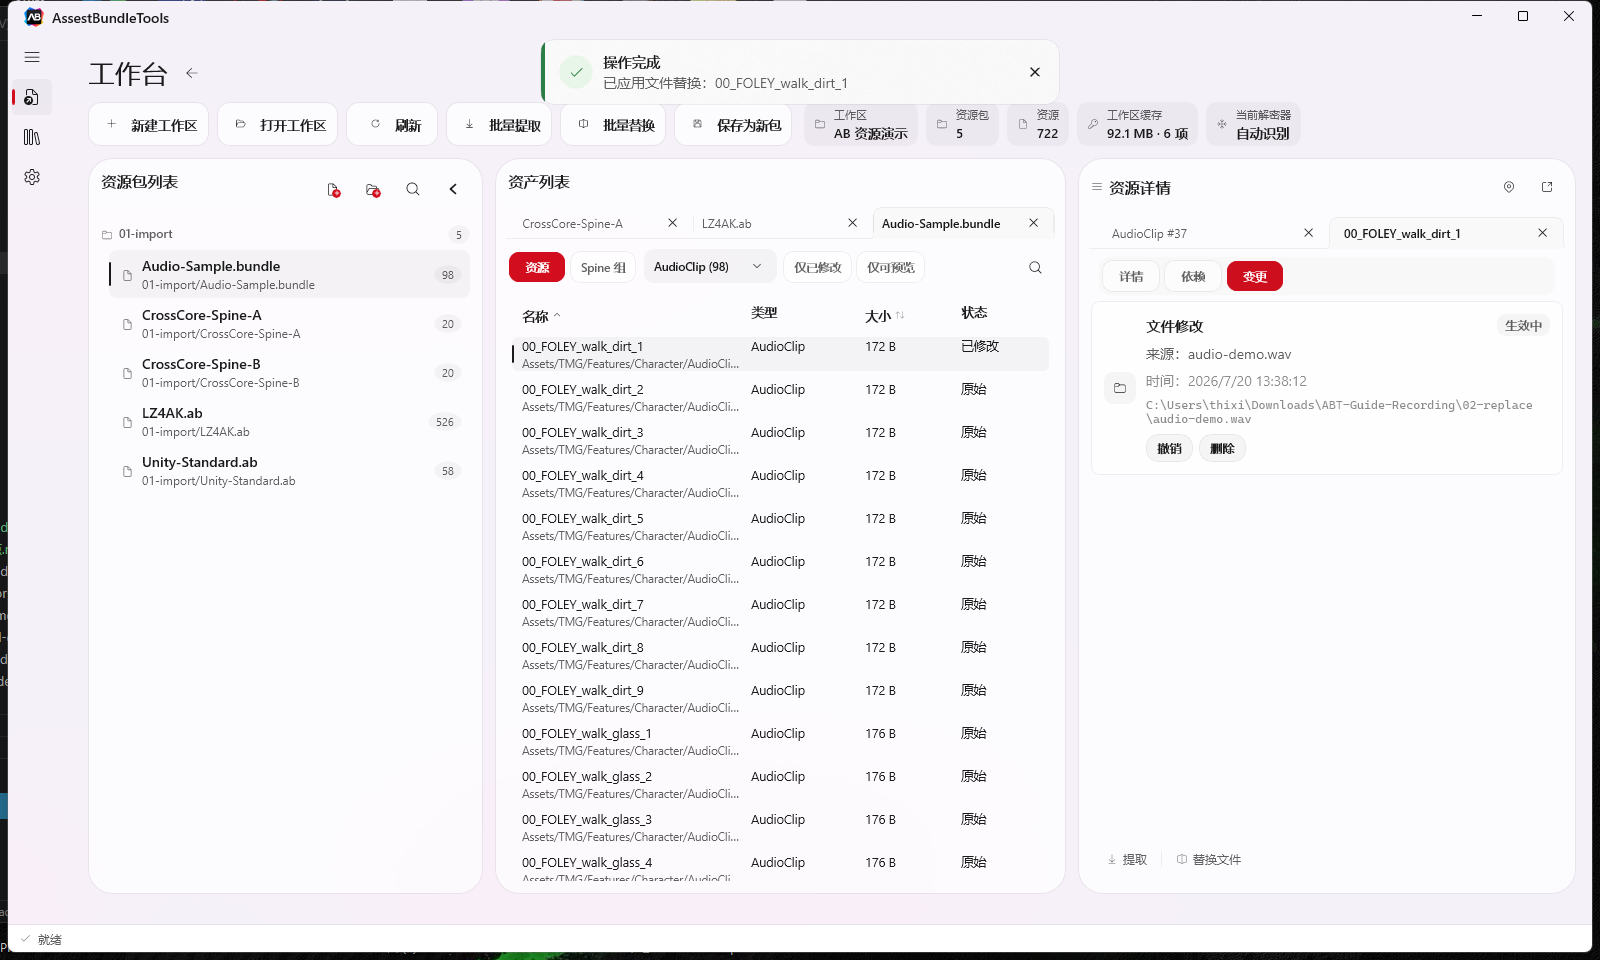 AssestBundleTools
工作台
操作完成
已应用文件替换：00_FOLEY_walk_dirt_1
新建工作区
打开工作区
刷新
批量提取
批量替换
保存为新包
工作区
AB 资源演示
资源包
5
资源
722
工作区缓存
92.1 MB · 6 项
当前解密器
自动识别
资源包列表
01-import
5
Audio-Sample.bundle
01-import/Audio-Sample.bundle
98
CrossCore-Spine-A
01-import/CrossCore-Spine-A
20
CrossCore-Spine-B
01-import/CrossCore-Spine-B
20
LZ4AK.ab
01-import/LZ4AK.ab
526
Unity-Standard.ab
01-import/Unity-Standard.ab
58
资产列表
CrossCore-Spine-A
LZ4AK.ab
Audio-Sample.bundle
资源
Spine 组
AudioClip (98)
仅已修改
仅可预览
名称
类型
大小
状态
00_FOLEY_walk_dirt_1 AudioClip 172 B 已修改
Assets/TMG/Features/Character/AudioCli...
00_FOLEY_walk_dirt_2 AudioClip 172 B 原始
Assets/TMG/Features/Character/AudioCli...
00_FOLEY_walk_dirt_3 AudioClip 172 B 原始
Assets/TMG/Features/Character/AudioCli...
00_FOLEY_walk_dirt_4 AudioClip 172 B 原始
Assets/TMG/Features/Character/AudioCli...
00_FOLEY_walk_dirt_5 AudioClip 172 B 原始
Assets/TMG/Features/Character/AudioCli...
00_FOLEY_walk_dirt_6 AudioClip 172 B 原始
Assets/TMG/Features/Character/AudioCli...
00_FOLEY_walk_dirt_7 AudioClip 172 B 原始
Assets/TMG/Features/Character/AudioCli...
00_FOLEY_walk_dirt_8 AudioClip 172 B 原始
Assets/TMG/Features/Character/AudioCli...
00_FOLEY_walk_dirt_9 AudioClip 172 B 原始
Assets/TMG/Features/Character/AudioCli...
00_FOLEY_walk_glass_1 AudioClip 176 B 原始
Assets/TMG/Features/Character/AudioCli...
00_FOLEY_walk_glass_2 AudioClip 176 B 原始
Assets/TMG/Features/Character/AudioCli...
00_FOLEY_walk_glass_3 AudioClip 176 B 原始
Assets/TMG/Features/Character/AudioCli...
00_FOLEY_walk_glass_4 AudioClip 176 B 原始
Assets/TMG/Features/Character/AudioCli...
资源详情
AudioClip #37
00_FOLEY_walk_dirt_1
详情
依赖
变更
文件修改
生效中
来源：audio-demo.wav
时间：2026/7/20 13:38:12
C:\Users\thixi\Downloads\ABT-Guide-Recording\02-replace
\audio-demo.wav
撤销
删除
提取
替换文件
就绪